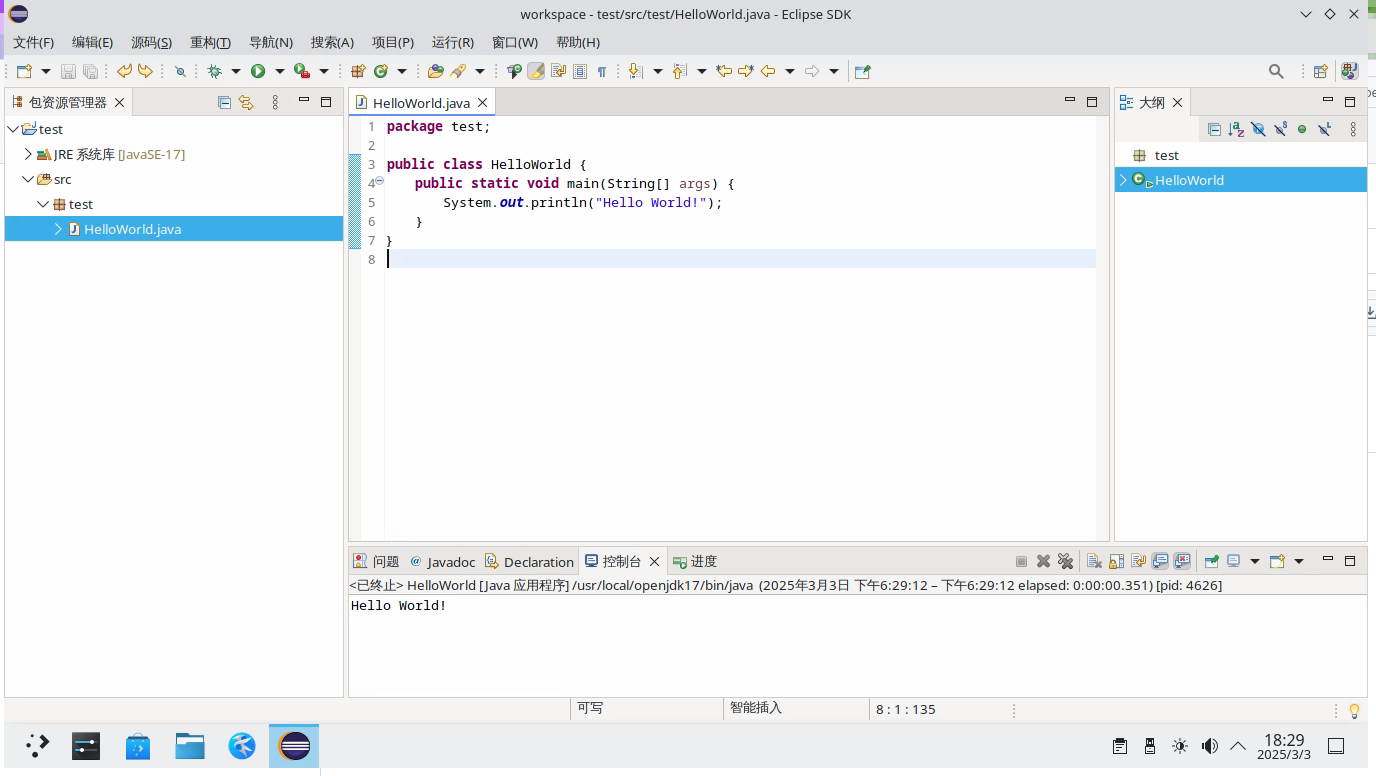 workspace - test/src/test/HelloWorld.java - Eclipse SDK
文件(F) 编辑(E) 源码(S) 重构(T) 导航(N) 搜索(A) 项目(P) 运行(R) 窗口(W) 帮助(H)
包资源管理器
test
JRE 系统库 [JavaSE-17]
src
test
HelloWorld.java
HelloWorld.java
1 package test;
2
3 public class HelloWorld {
4 public static void main(String[] args) {
5 System.out.println("Hello World!");
6 }
7 }
8
大纲
test
HelloWorld
问题 Javadoc Declaration 控制台 进度
<已终止> HelloWorld [Java 应用程序] /usr/local/openjdk17/bin/java (2025年3月3日 下午6:29:12 – 下午6:29:12 elapsed: 0:00:00.351) [pid: 4626]
Hello World!
可写 智能插入 8 : 1 : 135
18:29
2025/3/3